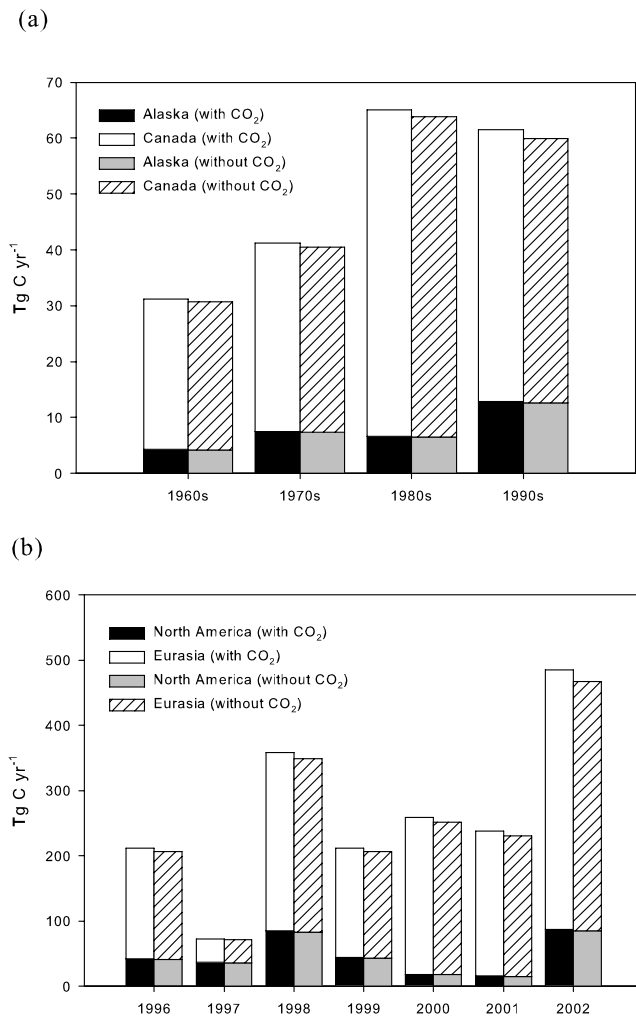 (a)
70
60
50
40
30
20
10
0
Tg C yr⁻¹
Alaska (with CO₂)
Canada (with CO₂)
Alaska (without CO₂)
Canada (without CO₂)
1960s 1970s 1980s 1990s
(b)
600
500
400
300
200
100
0
Tg C yr⁻¹
North America (with CO₂)
Eurasia (with CO₂)
North America (without CO₂)
Eurasia (without CO₂)
1996 1997 1998 1999 2000 2001 2002